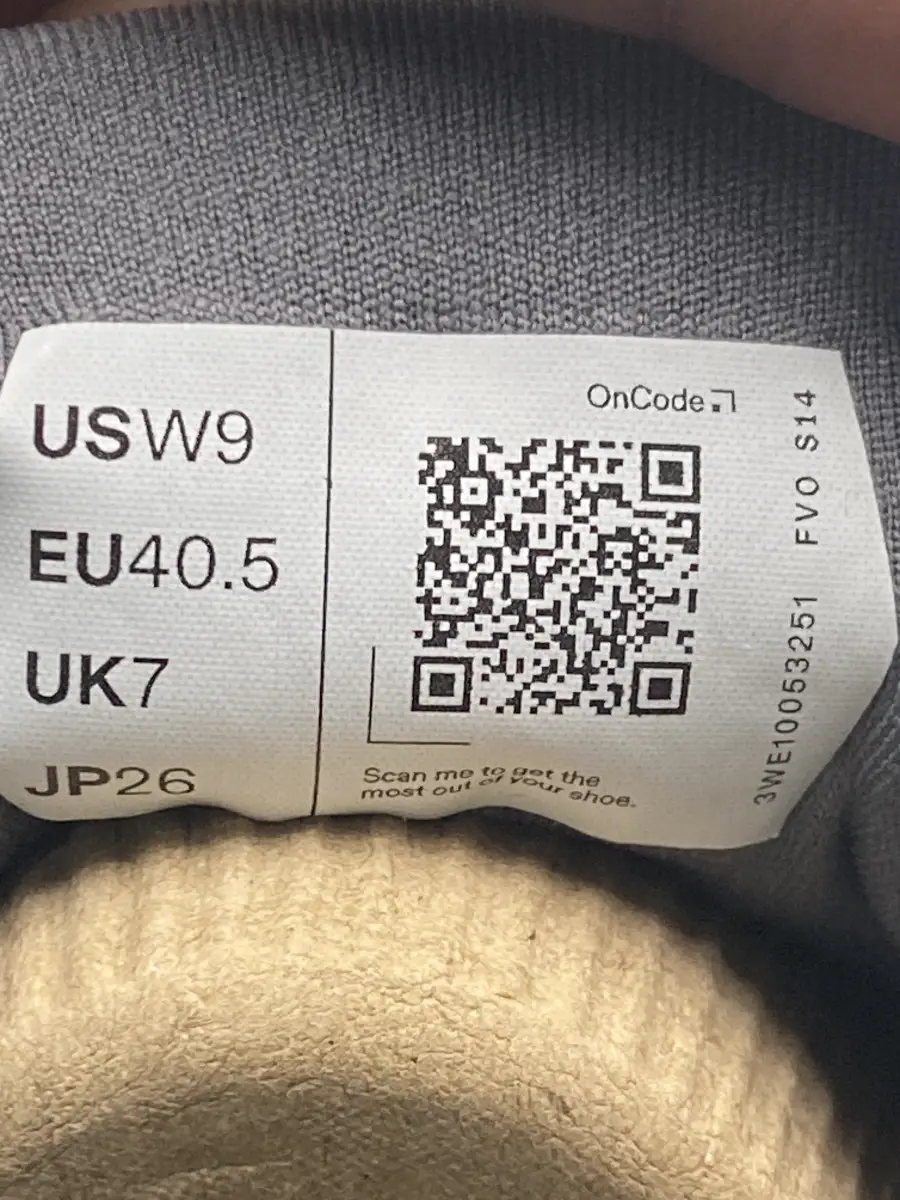 USW9
EU40.5
UK7
JP26
OnCode
Scan me to get the
most out of your shoe.
3WE10053251 FVO S14